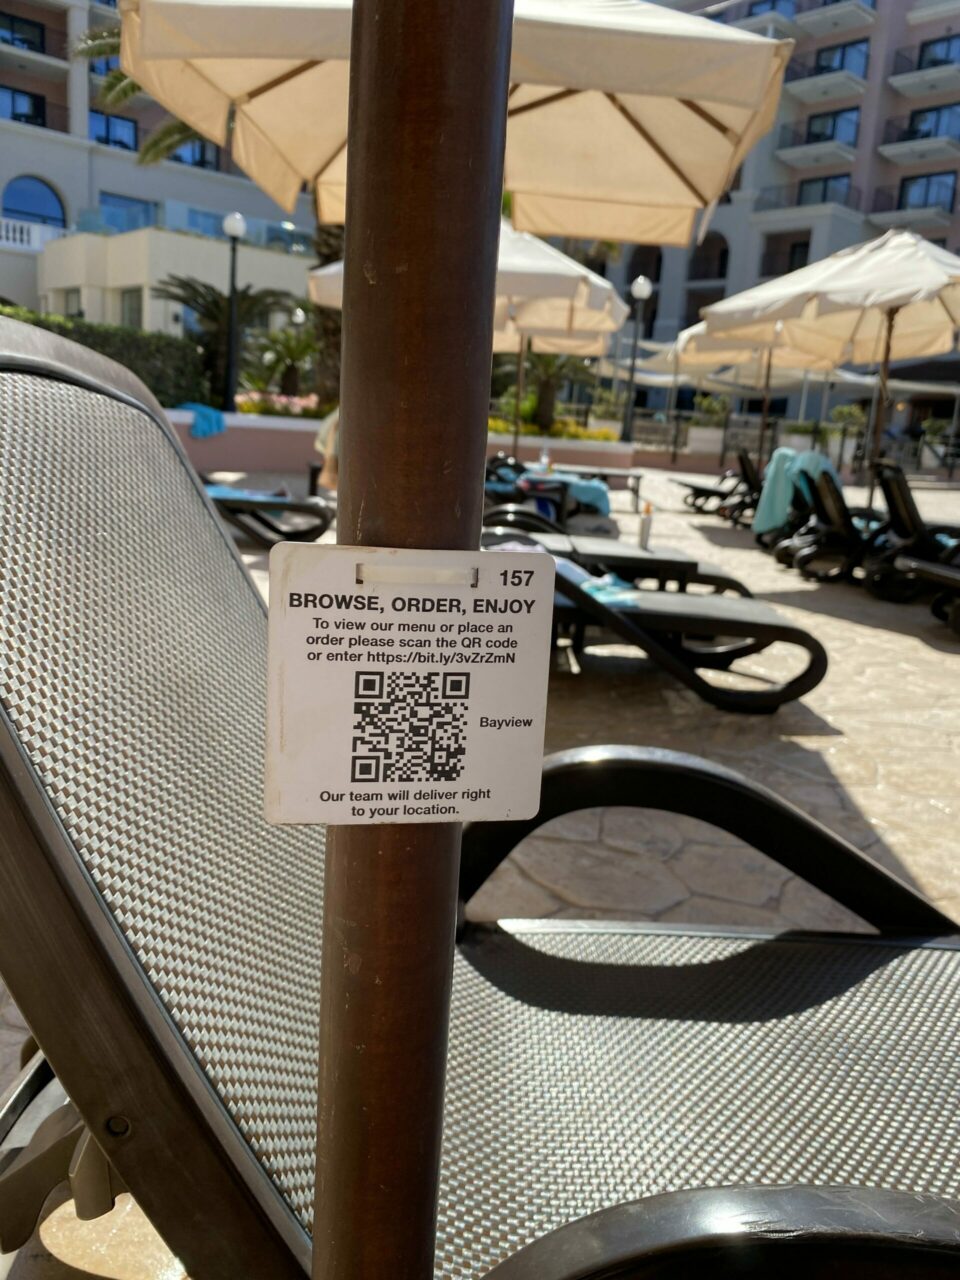 157
BROWSE, ORDER, ENJOY
To view our menu or place an
order please scan the QR code
or enter https://bit.ly/3vZrZmN
Bayview
Our team will deliver right
to your location.